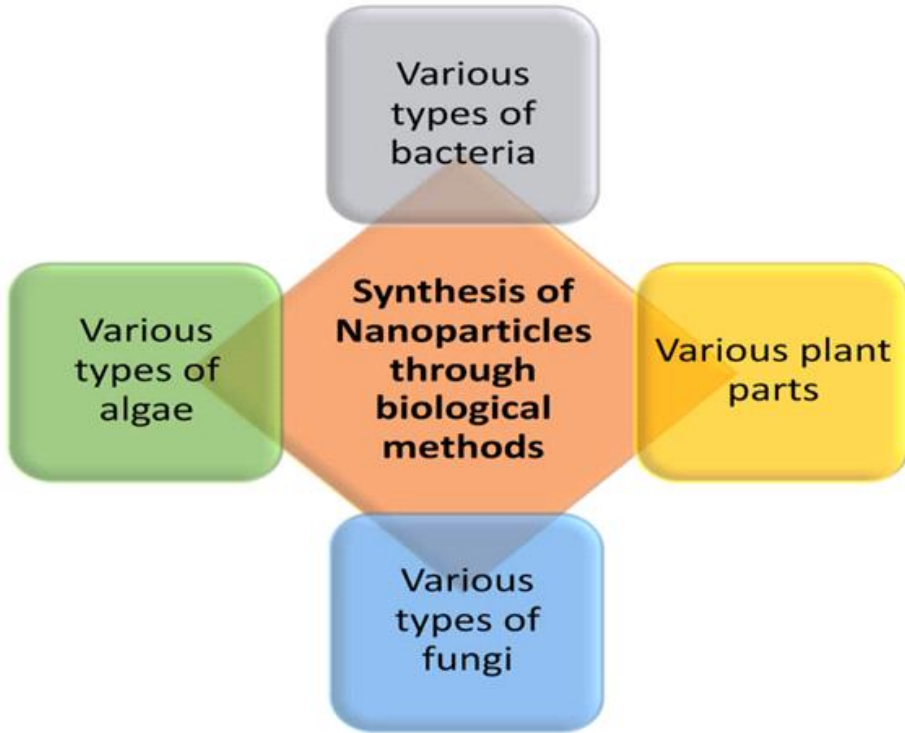 Various
types of
bacteria
Various
types of
algae
Synthesis of
Nanoparticles
through
biological
methods
Various plant
parts
Various
types of
fungi